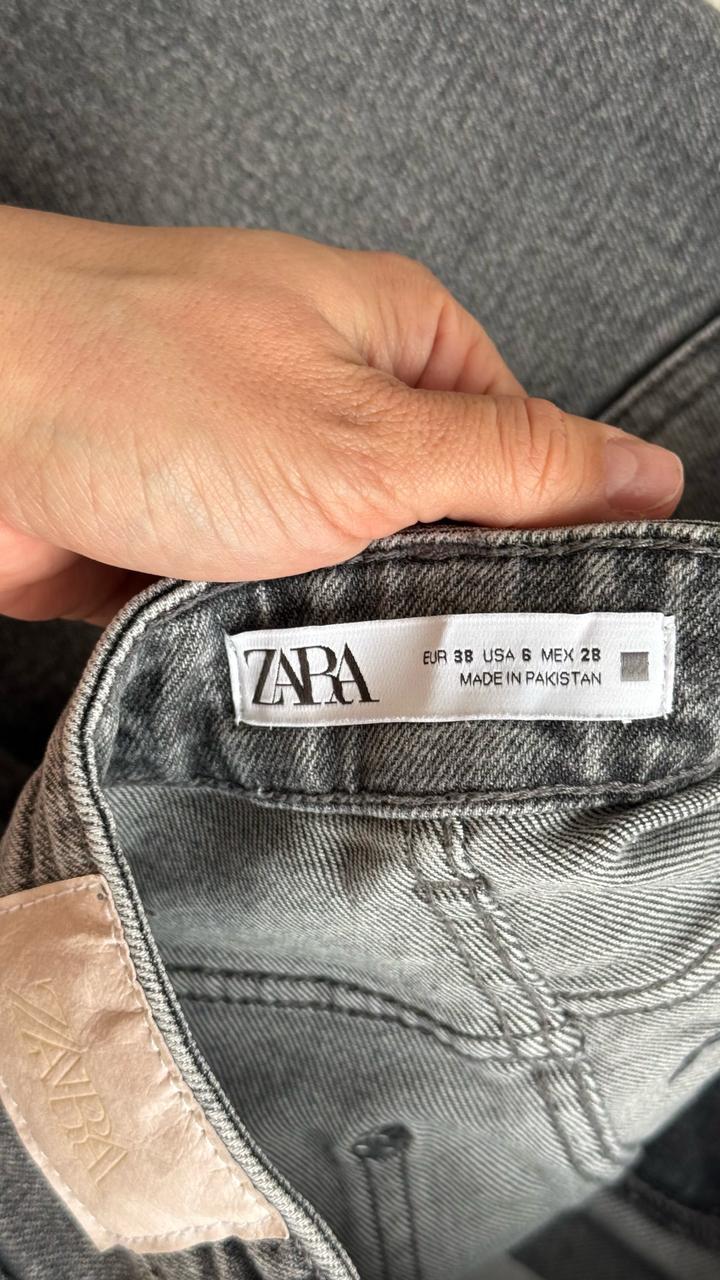 ZARA
EUR 38 USA 6 MEX 28
MADE IN PAKISTAN
ZARA